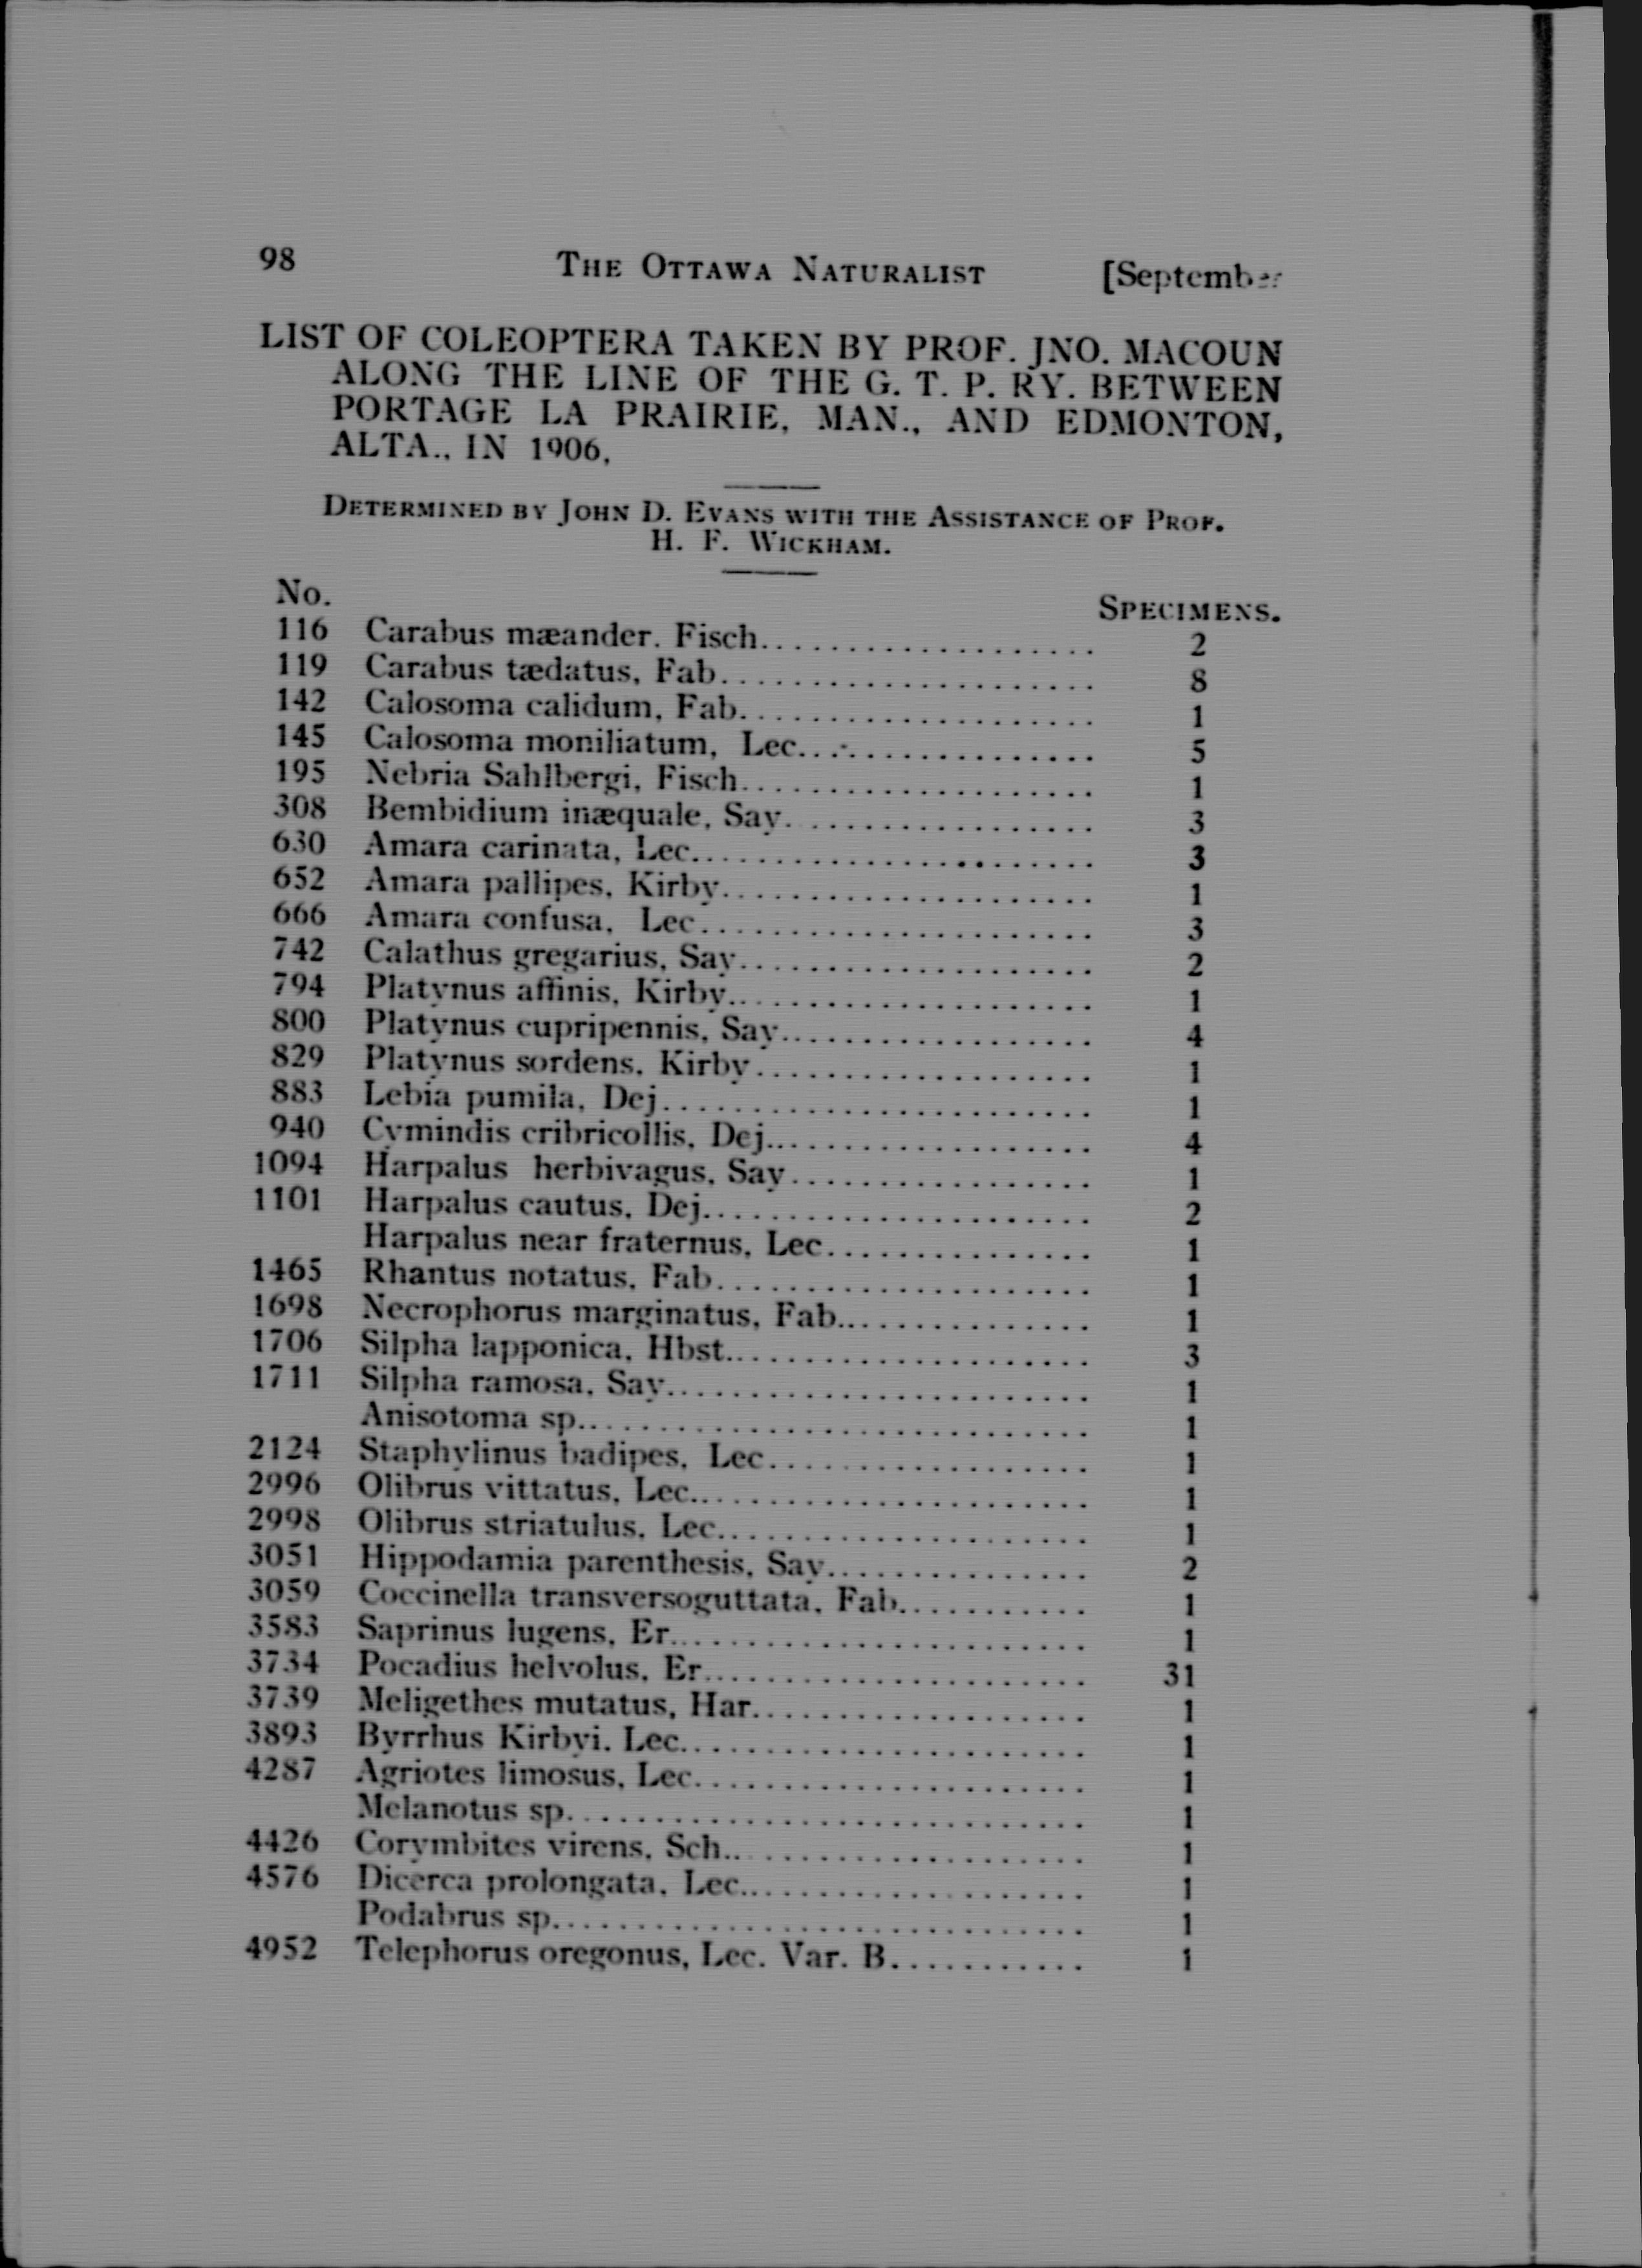 98 THE OTTAWA NATURALIST [September
LIST OF COLEOPTERA TAKEN BY PROF. JNO. MACOUN
ALONG THE LINE OF THE G. T. P. RY. BETWEEN
PORTAGE LA PRAIRIE, MAN., AND EDMONTON,
ALTA., IN 1906.
DETERMINED BY JOHN D. EVANS WITH THE ASSISTANCE OF PROF.
H. F. WICKHAM.
No. SPECIMENS.
116 Carabus mæander. Fisch.................... 2
119 Carabus tædatus, Fab...................... 8
142 Calosoma calidum, Fab..................... 1
145 Calosoma moniliatum, Lec.................. 5
195 Nebria Sahlbergi, Fisch..................... 1
308 Bembidium inæquale, Say.................. 3
630 Amara carinata, Lec........................ 3
652 Amara pallipes, Kirby...................... 1
666 Amara confusa, Lec........................ 3
742 Calathus gregarius, Say..................... 2
794 Platynus affinis, Kirby...................... 1
800 Platynus cupripennis, Say................... 4
829 Platynus sordens, Kirby.................... 1
883 Lebia pumila, Dej.......................... 1
940 Cymindis cribricollis, Dej.................... 4
1094 Harpalus herbivagus, Say.................. 1
1101 Harpalus cautus, Dej....................... 2
Harpalus near fraternus, Lec................ 1
1465 Rhantus notatus, Fab...................... 1
1698 Necrophorus marginatus, Fab............... 1
1706 Silpha lapponica, Hbst...................... 3
1711 Silpha ramosa, Say......................... 1
Anisotoma sp.............................. 1
2124 Staphylinus badipes, Lec................... 1
2996 Olibrus vittatus, Lec........................ 1
2998 Olibrus striatulus, Lec...................... 1
3051 Hippodamia parenthesis, Say................ 2
3059 Coccinella transversoguttata, Fab............ 1
3583 Saprinus lugens, Er......................... 1
3734 Pocadius helvolus, Er....................... 31
3739 Meligethes mutatus, Har.................... 1
3893 Byrrhus Kirbyi. Lec........................ 1
4287 Agriotes limosus, Lec....................... 1
Melanotus sp.............................. 1
4426 Corymbites virens, Sch..................... 1
4576 Dicerca prolongata, Lec..................... 1
Podabrus sp............................... 1
4952 Telephorus oregonus, Lec. Var. B............ 1